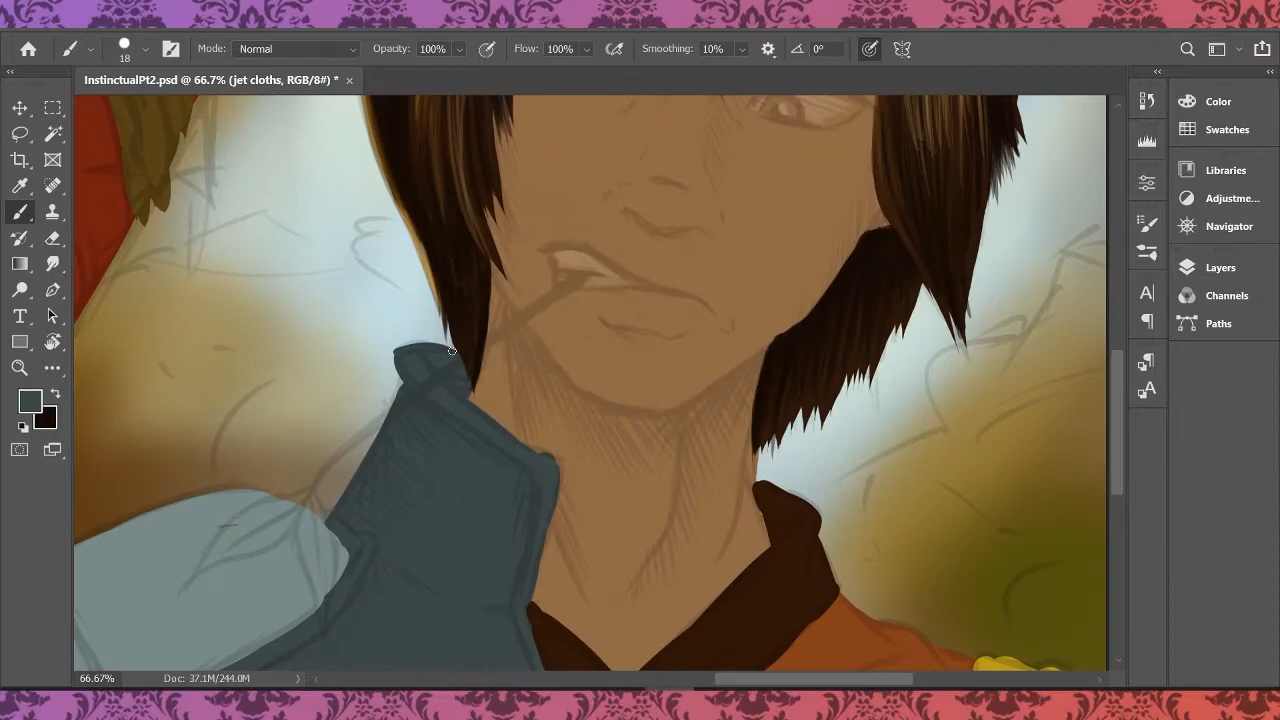 18
Mode: Normal
Opacity: 100%
Flow: 100%
Smoothing: 10%
0°
InstinctualPt2.psd @ 66.7% (jet cloths, RGB/8#) *
Color
Swatches
Libraries
Adjustme...
Navigator
Layers
Channels
Paths
66.67%
Doc: 37.1M/244.0M